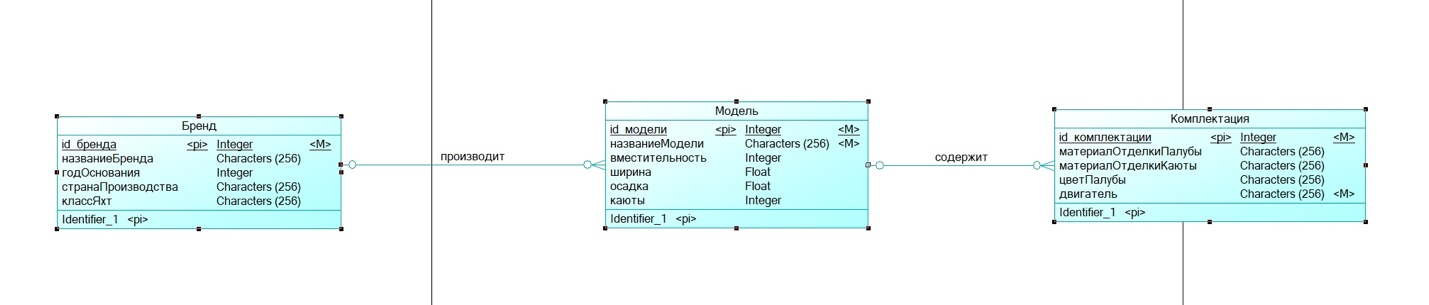 Бренд
id_бренда <pi> Integer <M>
названиеБренда Characters (256)
годОснования Integer
странаПроизводства Characters (256)
классЯхт Characters (256)
Identifier_1 <pi>
производит
Модель
id_модели <pi> Integer <M>
названиеМодели Characters (256) <M>
вместительность Integer
ширина Float
осадка Float
каюты Integer
Identifier_1 <pi>
содержит
Комплектация
id_комплектации <pi> Integer <M>
материалОтделкиПалубы Characters (256)
материалОтделкиКаюты Characters (256)
цветПалубы Characters (256)
двигатель Characters (256) <M>
Identifier_1 <pi>